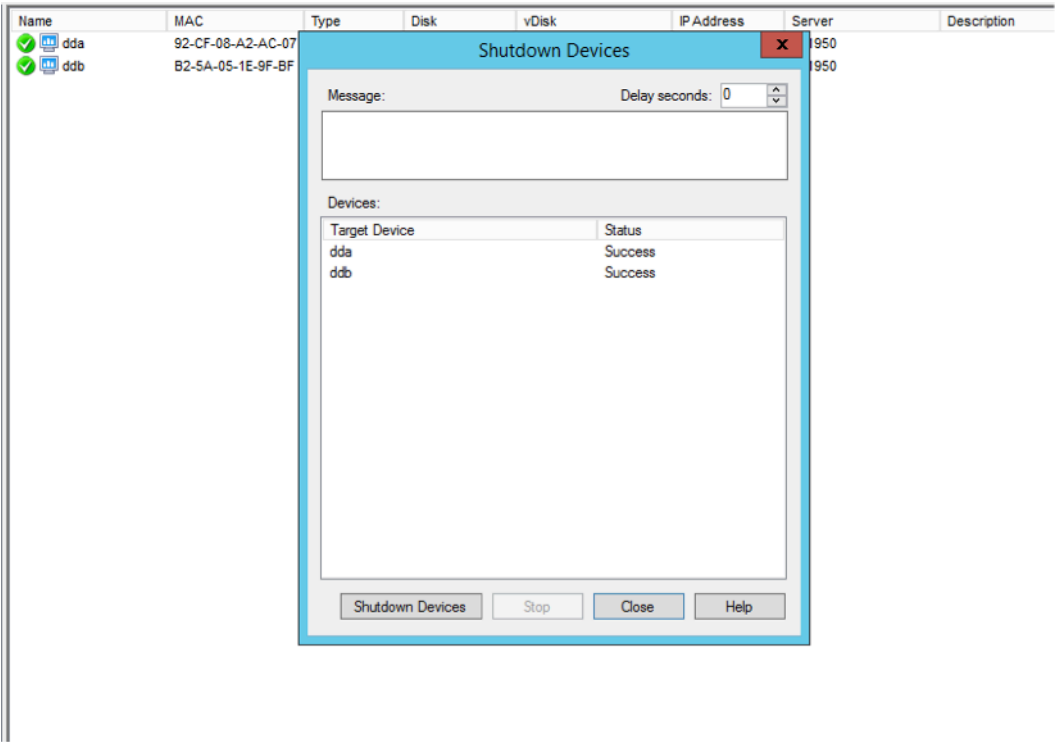 Name MAC Type Disk vDisk IP Address Server Description
dda 92-CF-08-A2-AC-07 1950
ddb B2-5A-05-1E-9F-BF 1950
Shutdown Devices x
Message: Delay seconds: 0
Devices:
Target Device Status
dda Success
ddb Success
Shutdown Devices Stop Close Help